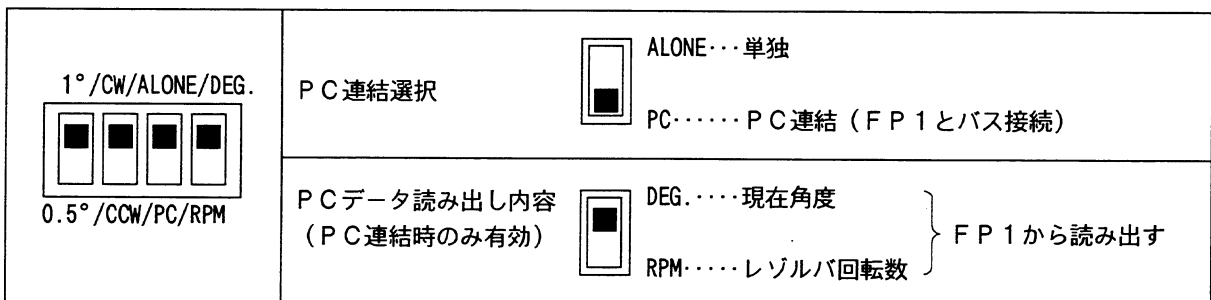 1°/CW/ALONE/DEG.
0.5°/CCW/PC/RPM
ＰＣ連結選択
ALONE･･･単独
PC･･････ＰＣ連結（ＦＰ１とバス接続）
ＰＣデータ読み出し内容
（ＰＣ連結時のみ有効）
DEG.････現在角度
RPM･････レゾルバ回転数
ＦＰ１から読み出す